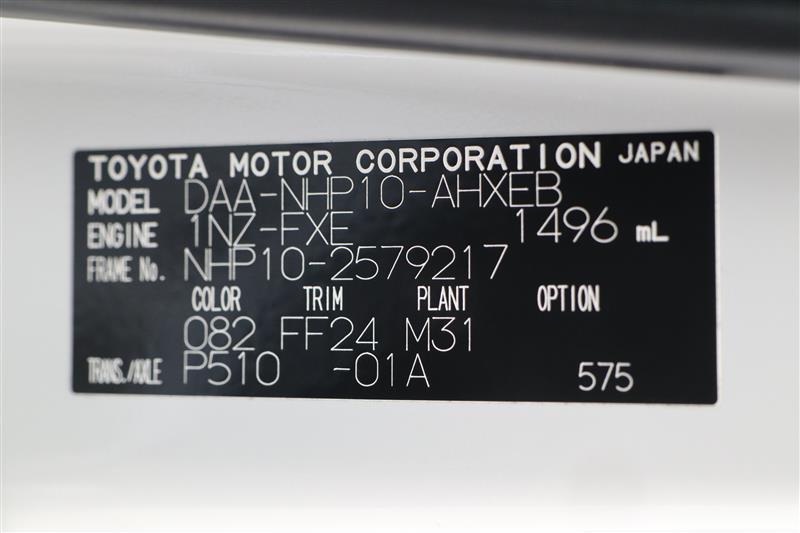 TOYOTA MOTOR CORPORATION JAPAN
MODEL DAA-NHP10-AHXEB
ENGINE 1NZ-FXE 1496 mL
FRAME No. NHP10-2579217
COLOR TRIM PLANT OPTION
082 FF24 M31
TRANS./AXLE P510 -01A 575